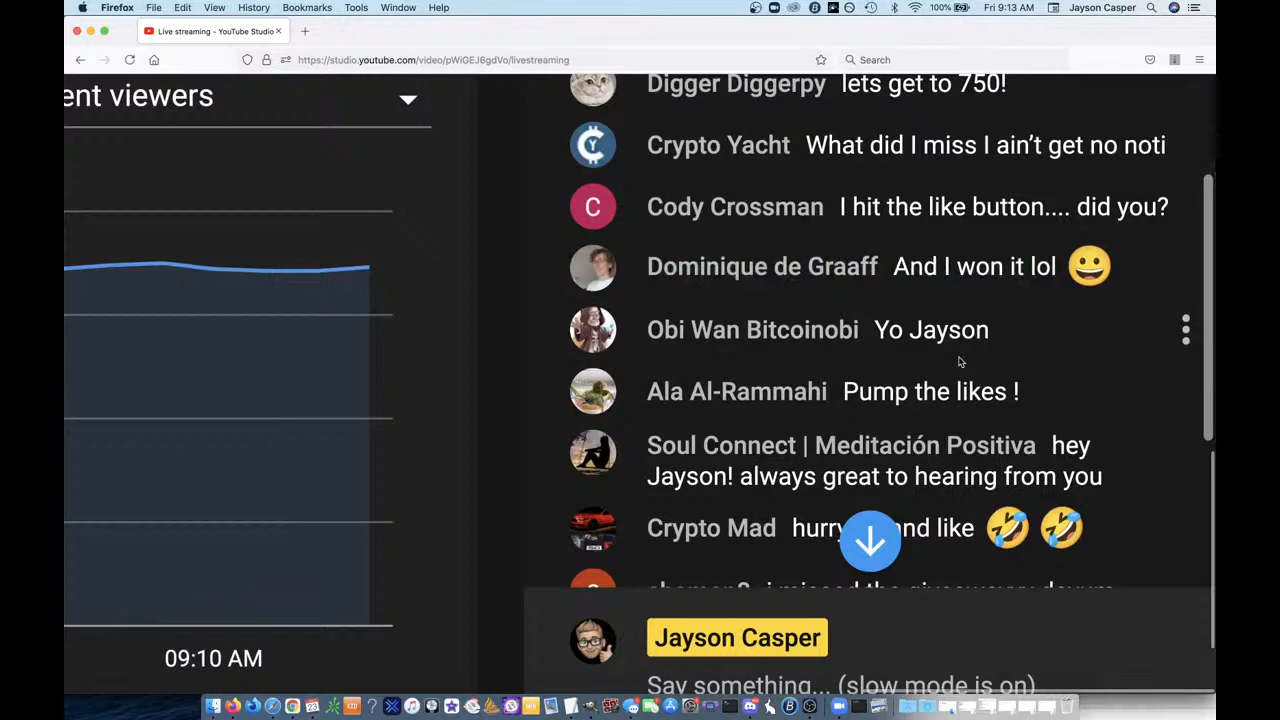 Firefox File Edit View History Bookmarks Tools Window Help 100% Fri 9:13 AM Jayson Casper
Live streaming - YouTube Studio
https://studio.youtube.com/video/pWiGEJ6gdVo/livestreaming
Search
ent viewers
Digger Diggerpy lets get to 750!
Crypto Yacht What did I miss I ain’t get no noti
C Cody Crossman I hit the like button.... did you?
Dominique de Graaff And I won it lol 😀
Obi Wan Bitcoinobi Yo Jayson
Ala Al-Rammahi Pump the likes !
Soul Connect | Meditación Positiva hey
Jayson! always great to hearing from you
Crypto Mad hurry nd like 🤣 🤣
i missed the
09:10 AM
Jayson Casper
Say something... (slow mode is on)